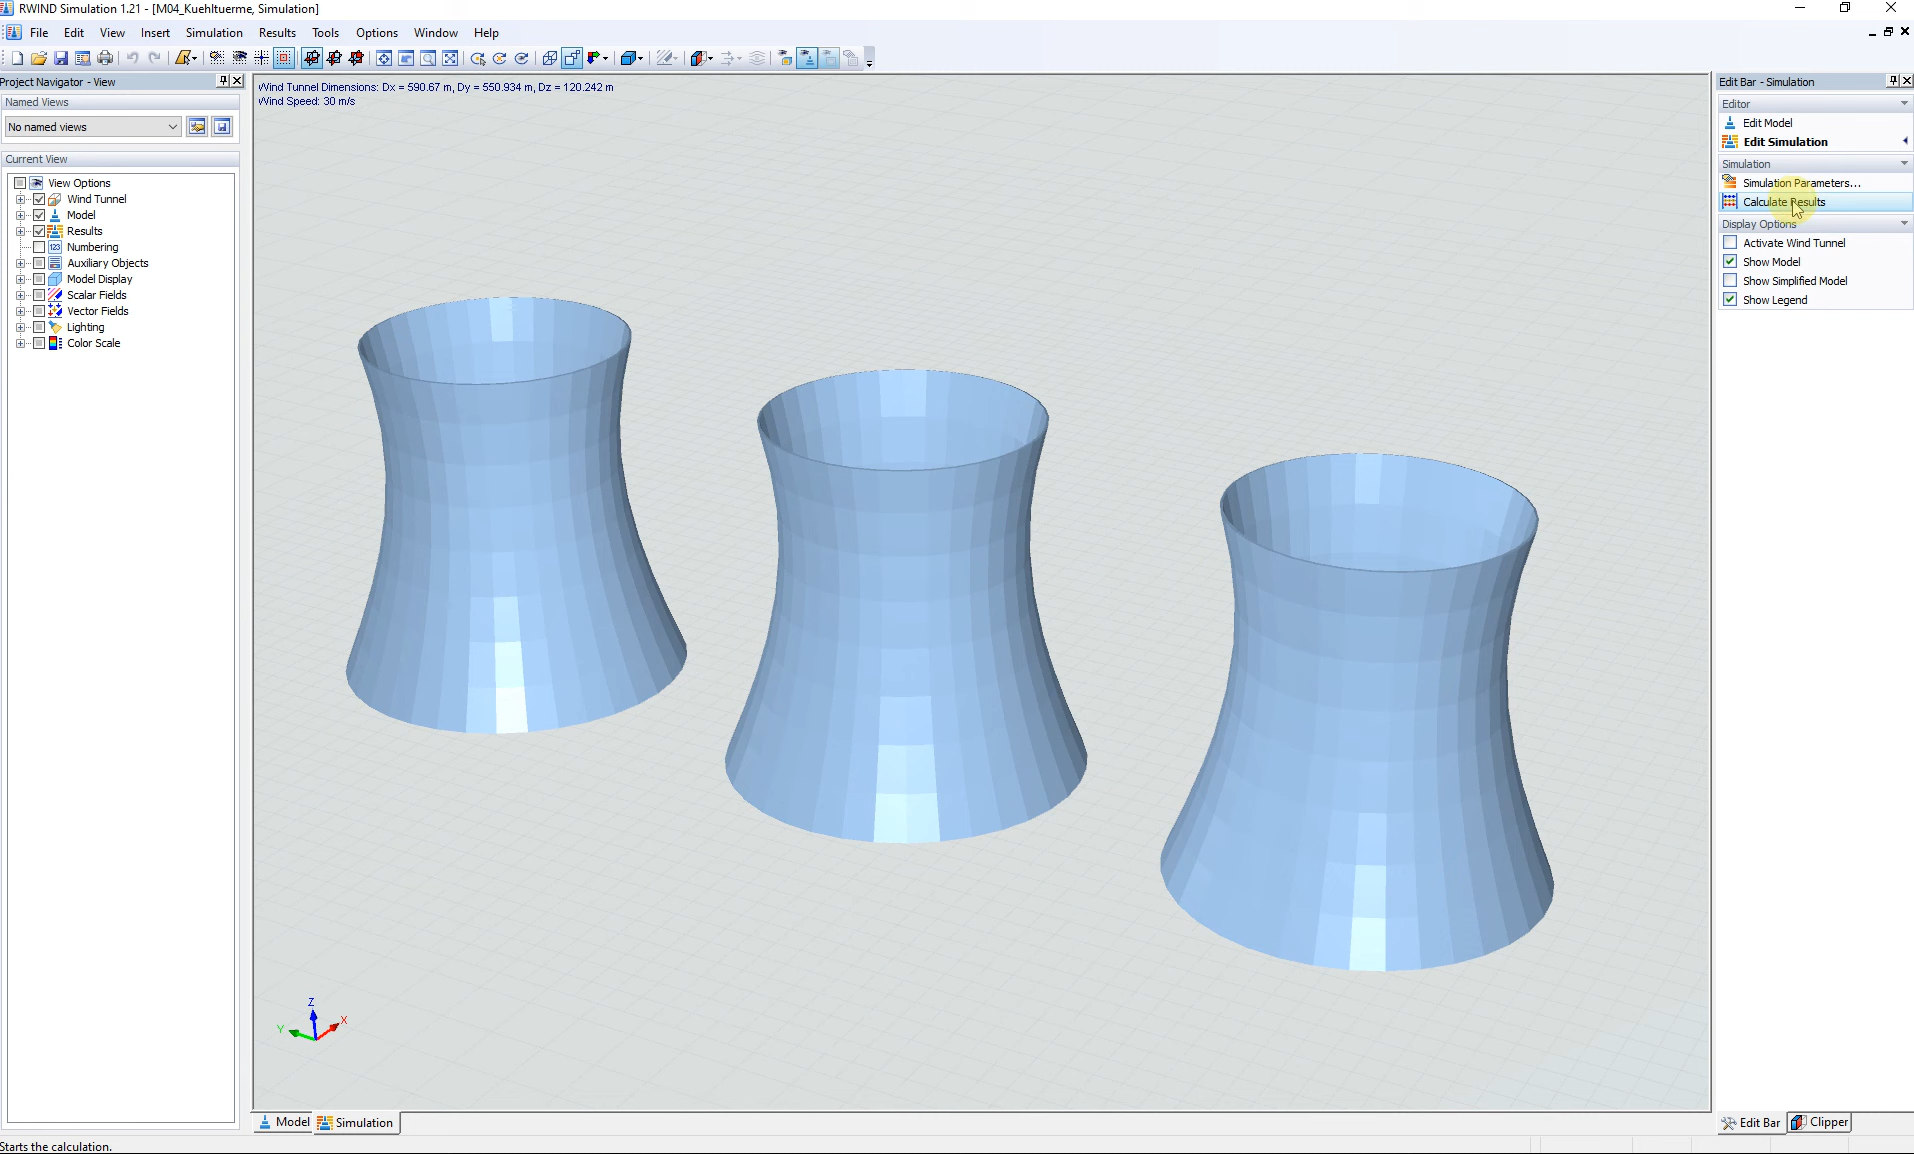 RWIND Simulation 1.21 - [M04_Kuehltuerme, Simulation]
File Edit View Insert Simulation Results Tools Options Window Help
Project Navigator - View
Named Views
No named views
Current View
View Options
Wind Tunnel
Model
Results
123 Numbering
Auxiliary Objects
Model Display
Scalar Fields
Vector Fields
Lighting
Color Scale
Wind Tunnel Dimensions: Dx = 590.67 m, Dy = 550.934 m, Dz = 120.242 m
Wind Speed: 30 m/s
Z
Y
X
Model Simulation
Edit Bar - Simulation
Editor
Edit Model
Edit Simulation
Simulation
Simulation Parameters...
Calculate Results
Display Options
Activate Wind Tunnel
Show Model
Show Simplified Model
Show Legend
Edit Bar Clipper
Starts the calculation.